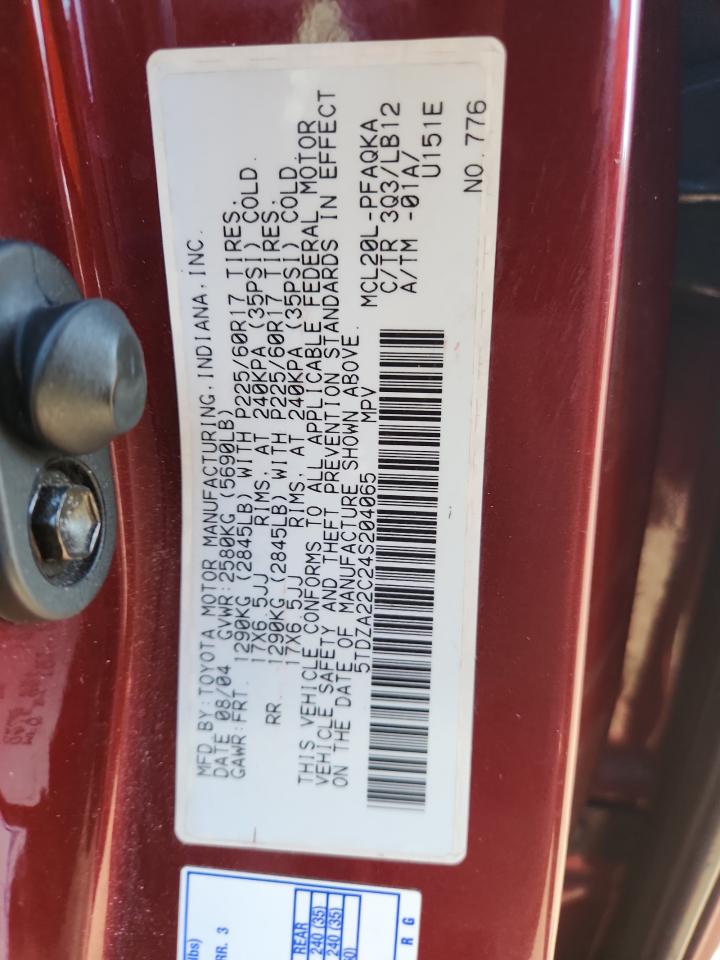 MFD.BY:TOYOTA MOTOR MANUFACTURING,INDIANA,INC.
DATE 08/04 GVWR:2580KG (5690LB)
GAWR:FRT. 1290KG (2845LB) WITH P225/60R17 TIRES,
17X6.5JJ RIMS, AT 240KPA (35PSI) COLD.
RR 1290KG (2845LB) WITH P225/60R17 TIRES,
17X6.5JJ RIMS, AT 240KPA (35PSI) COLD.
THIS VEHICLE CONFORMS TO ALL APPLICABLE FEDERAL MOTOR
VEHICLE SAFETY AND THEFT PREVENTION STANDARDS IN EFFECT
ON THE DATE OF MANUFACTURE SHOWN ABOVE.
5TDZA22C24S204065 MPV
MCL20L-PFAQKA
C/TR 3Q3/LB12
A/TM -01A/
U151E
NO. 776
lbs)
RR. 3
REAR
240 (35)
240 (35)
R G